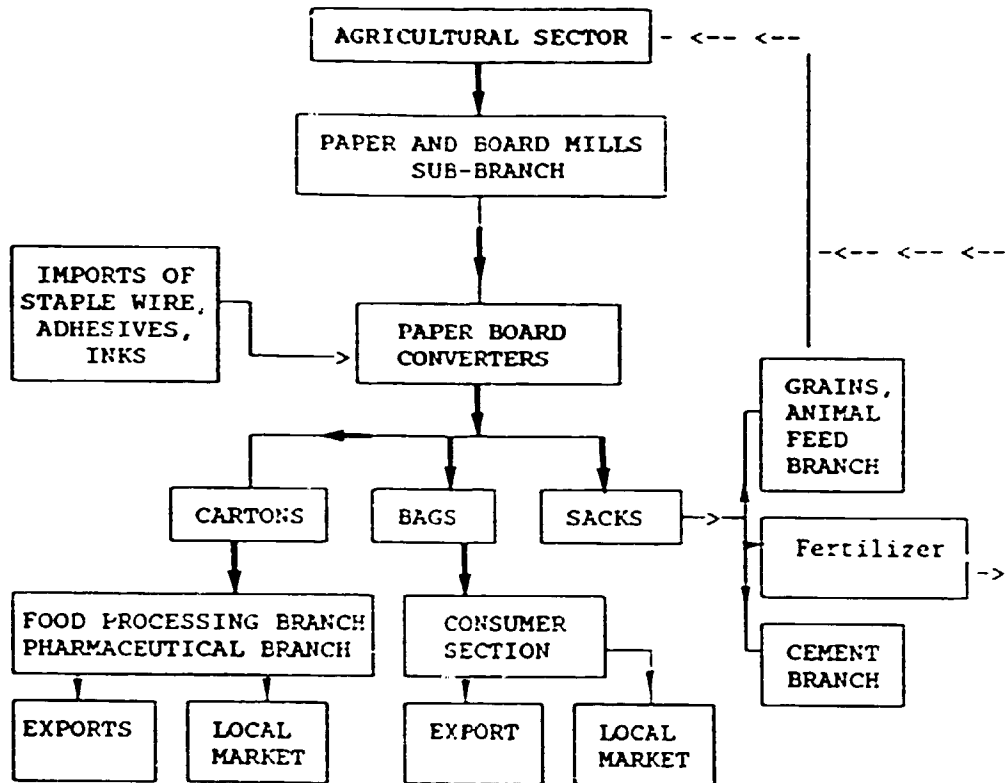 AGRICULTURAL SECTOR
PAPER AND BOARD MILLS
SUB-BRANCH
IMPORTS OF
STAPLE WIRE,
ADHESIVES,
INKS
PAPER BOARD
CONVERTERS
GRAINS,
ANIMAL
FEED
BRANCH
CARTONS
BAGS
SACKS
Fertilizer
FOOD PROCESSING BRANCH
PHARMACEUTICAL BRANCH
CONSUMER
SECTION
CEMENT
BRANCH
EXPORTS
LOCAL
MARKET
EXPORT
LOCAL
MARKET